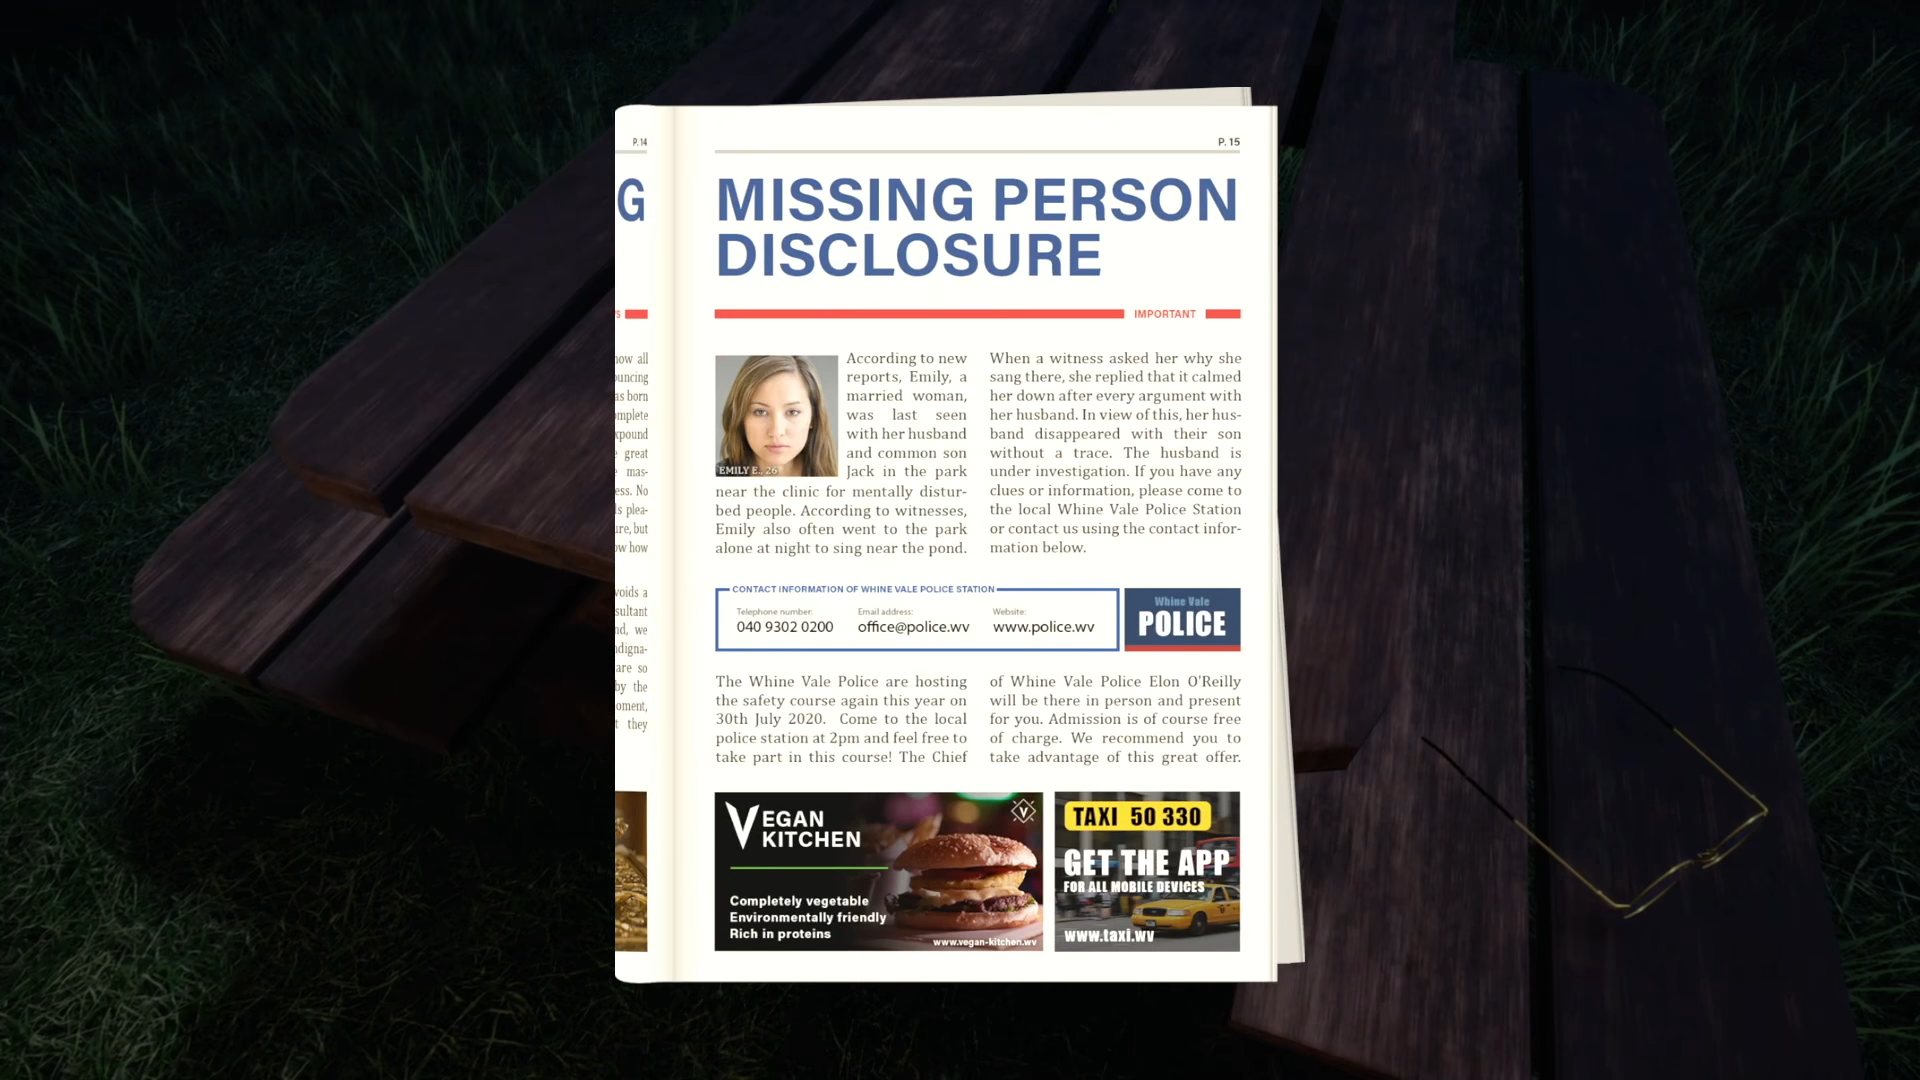 P. 14
G
P. 15
MISSING PERSON
DISCLOSURE
IMPORTANT
EMILY E., 26
According to new
reports, Emily, a
married woman,
was last seen
with her husband
and common son
Jack in the park
near the clinic for mentally distur-
bed people. According to witnesses,
Emily also often went to the park
alone at night to sing near the pond.
When a witness asked her why she
sang there, she replied that it calmed
her down after every argument with
her husband. In view of this, her hus-
band disappeared with their son
without a trace. The husband is
under investigation. If you have any
clues or information, please come to
the local Whine Vale Police Station
or contact us using the contact infor-
mation below.
CONTACT INFORMATION OF WHINE VALE POLICE STATION
Telephone number:
040 9302 0200
Email address:
office@police.wv
Website:
www.police.wv
Whine Vale
POLICE
The Whine Vale Police are hosting
the safety course again this year on
30th July 2020. Come to the local
police station at 2pm and feel free to
take part in this course! The Chief
of Whine Vale Police Elon O'Reilly
will be there in person and present
for you. Admission is of course free
of charge. We recommend you to
take advantage of this great offer.
VEGAN
KITCHEN
V
Completely vegetable
Environmentally friendly
Rich in proteins
www.vegan-kitchen.wv
TAXI 50 330
GET THE APP
FOR ALL MOBILE DEVICES
www.taxi.wv